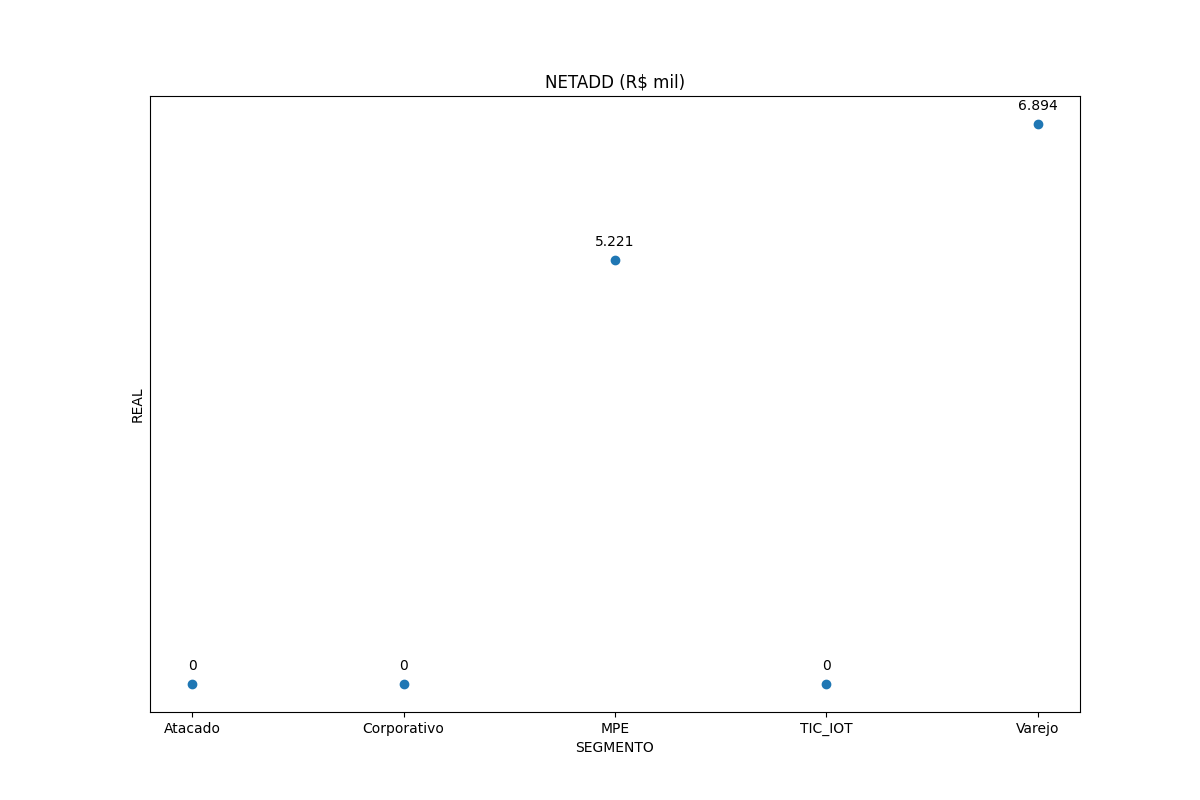 NETADD (R$ mil)
6.894
5.221
REAL
0
0
0
Atacado
Corporativo
MPE
TIC_IOT
Varejo
SEGMENTO